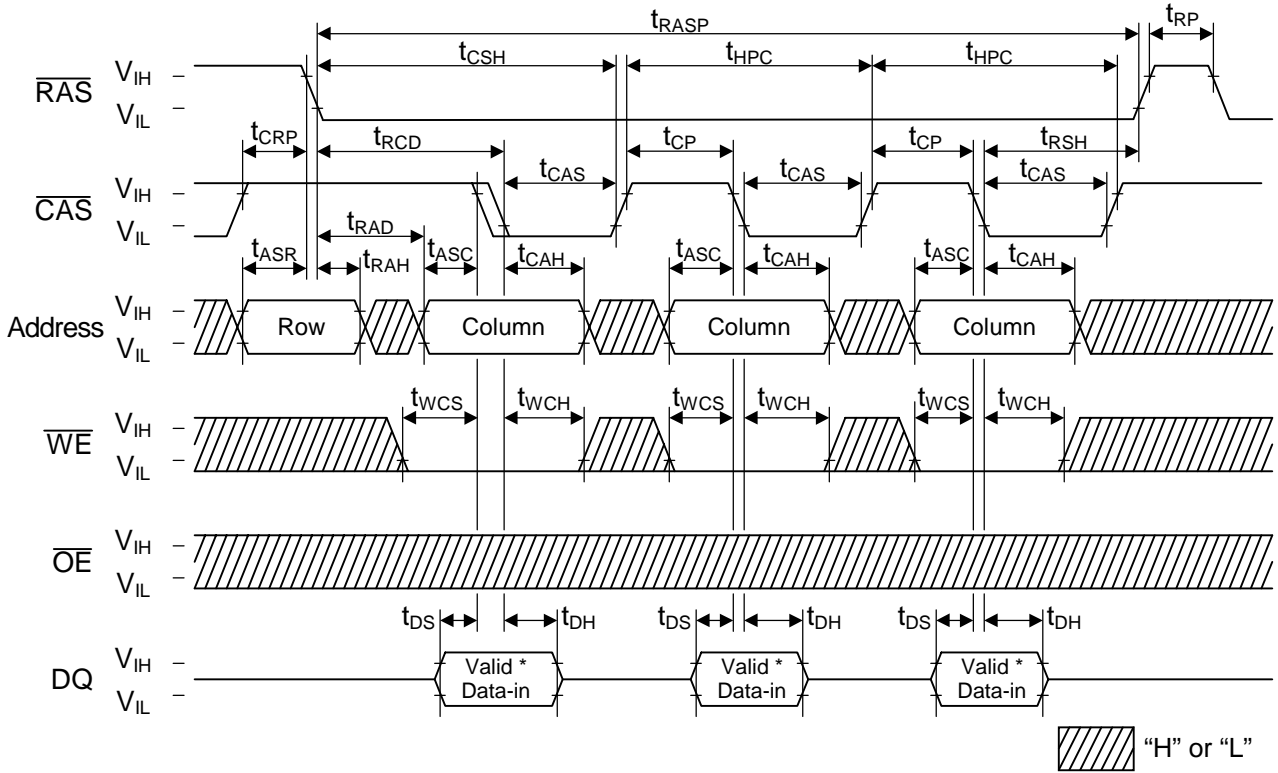 tRASP tRP
tCSH tHPC tHPC
RAS VIH –
VIL –
tCRP tRCD tCP tCP tRSH
tCAS tCAS tCAS
CAS VIH –
VIL –
tRAD
tASR tRAH tASC tCAH tASC tCAH tASC tCAH
Address VIH –
VIL –
Row Column Column Column
tWCS tWCH tWCS tWCH tWCS tWCH
WE VIH –
VIL –
OE VIH –
VIL –
tDS tDH tDS tDH tDS tDH
DQ VIH –
VIL –
Valid * Valid * Valid *
Data-in Data-in Data-in
“H” or “L”